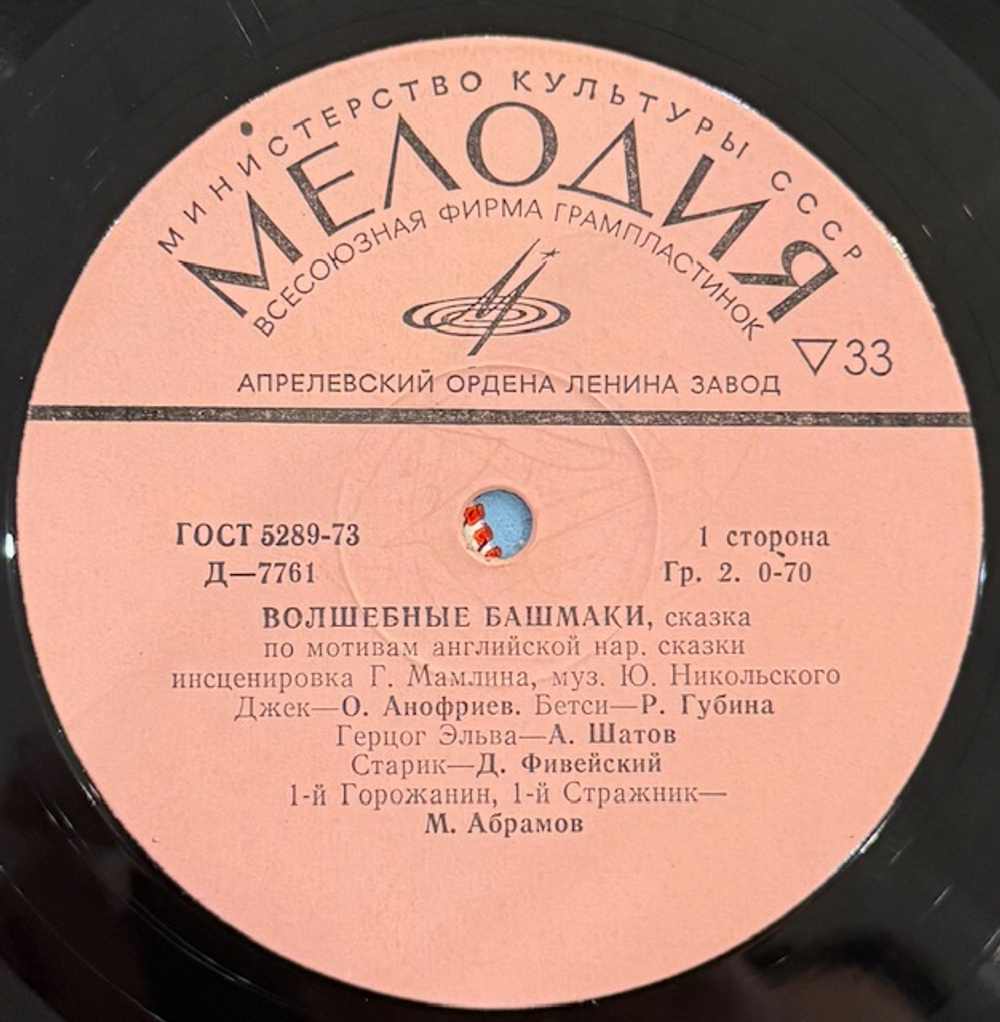 МИНИСТЕРСТВО КУЛЬТУРЫ СССР
МЕЛОДИЯ
ВСЕСОЮЗНАЯ ФИРМА ГРАМПЛАСТИНОК
▽33
АПРЕЛЕВСКИЙ ОРДЕНА ЛЕНИНА ЗАВОД
ГОСТ 5289-73
1 сторона
Д—7761
Гр. 2. 0-70
ВОЛШЕБНЫЕ БАШМАКИ, сказка
по мотивам английской нар. сказки
инсценировка Г. Мамлина, муз. Ю. Никольского
Джек—О. Анофриев. Бетси—Р. Губина
Герцог Эльва—А. Шатов
Старик—Д. Фивейский
1-й Горожанин, 1-й Стражник—
М. Абрамов